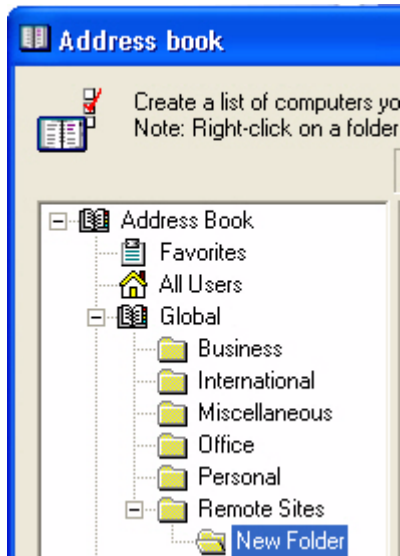 Address book
Create a list of computers yo
Note: Right-click on a folder
Address Book
Favorites
All Users
Global
Business
International
Miscellaneous
Office
Personal
Remote Sites
New Folder